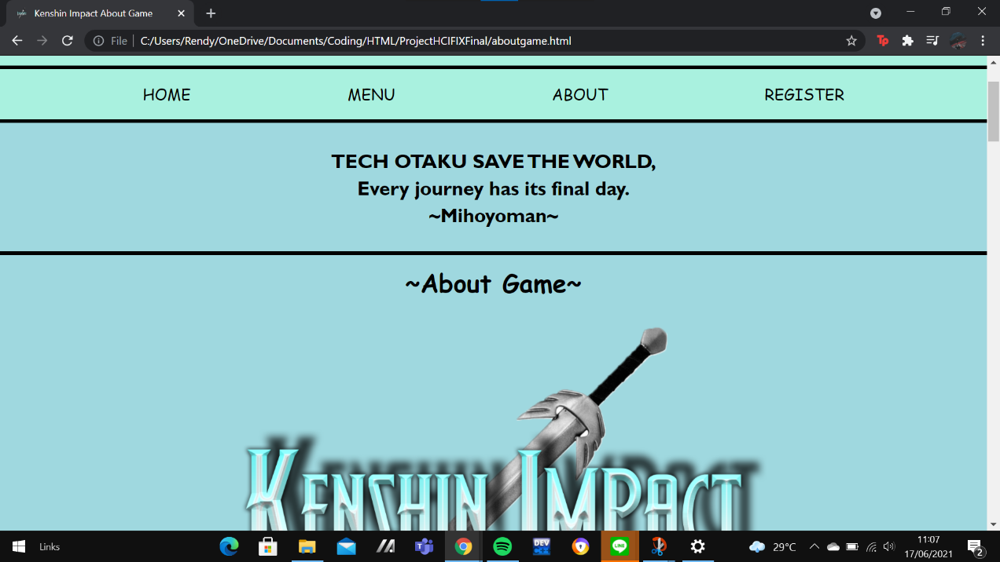 Kenshin Impact About Game
File
C:/Users/Rendy/OneDrive/Documents/Coding/HTML/ProjectHCIFIXFinal/aboutgame.html
HOME MENU ABOUT REGISTER
TECH OTAKU SAVE THE WORLD,
Every journey has its final day.
~Mihoyoman~
~About Game~
KENSHIN IMPACT
Links
DEV
LINE
29°C
11:07
17/06/2021
2